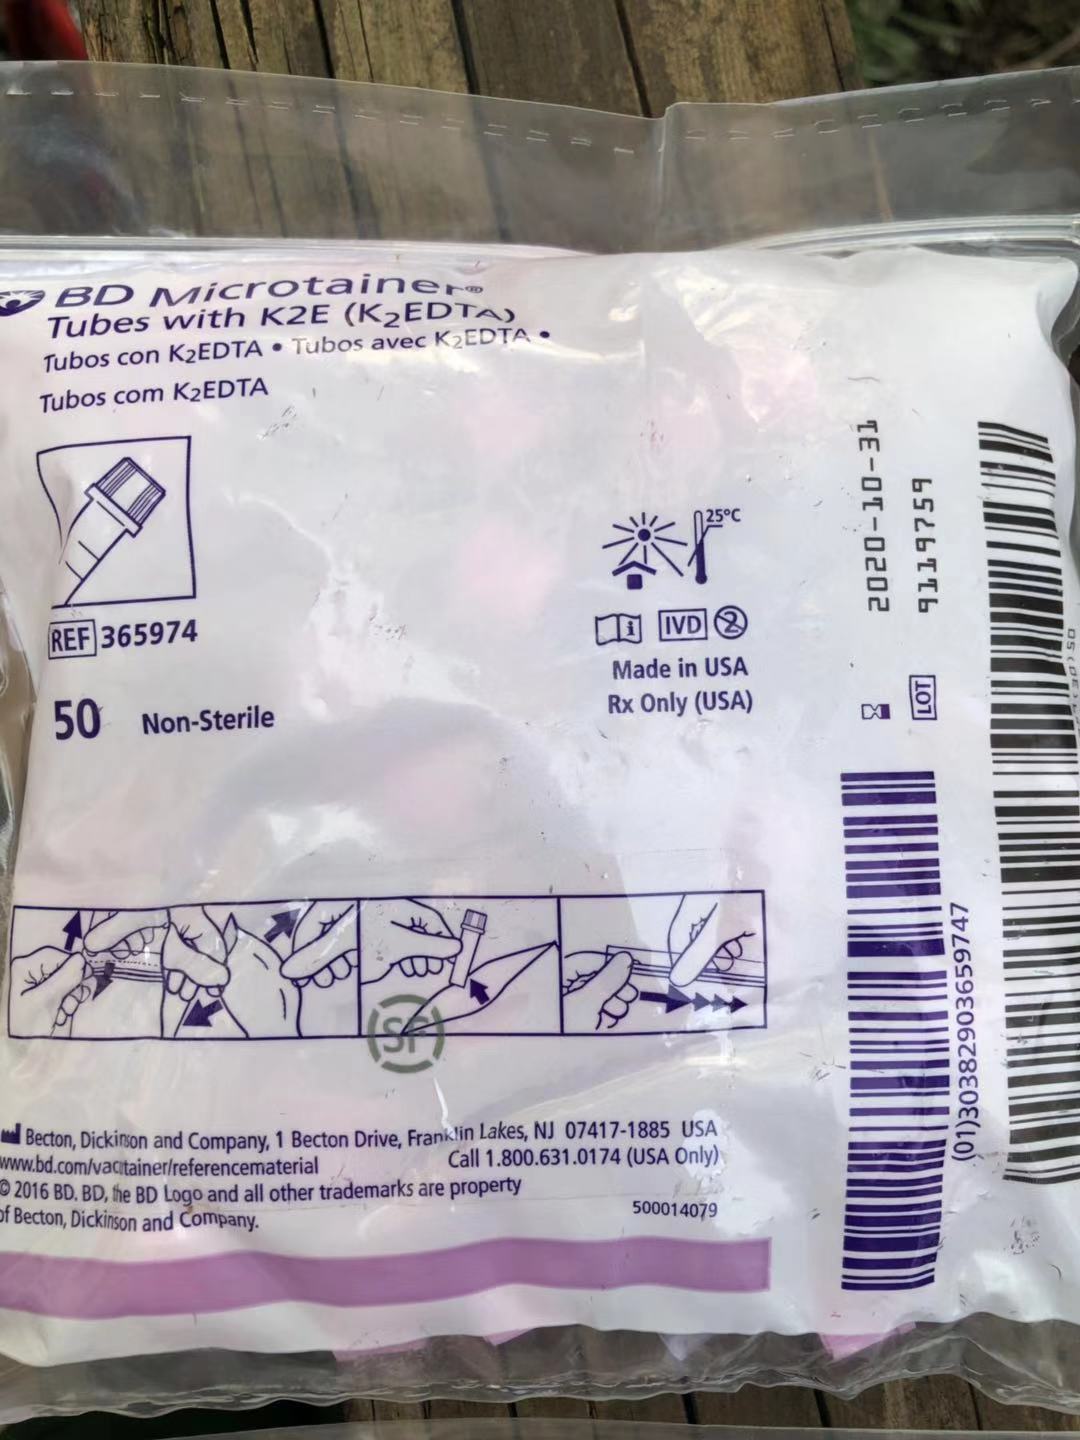 BD Microtainer®
Tubes with K2E (K₂EDTA)
Tubos con K₂EDTA • Tubos avec K₂EDTA •
Tubos com K₂EDTA
REF 365974
50 Non-Sterile
25°C
i IVD 2
Made in USA
Rx Only (USA)
2020-10-31
LOT 9119759
(01)30382903659747
SF
Becton, Dickinson and Company, 1 Becton Drive, Franklin Lakes, NJ 07417-1885 USA
www.bd.com/vacutainer/referencematerial Call 1.800.631.0174 (USA Only)
© 2016 BD. BD, the BD Logo and all other trademarks are property
of Becton, Dickinson and Company.
500014079